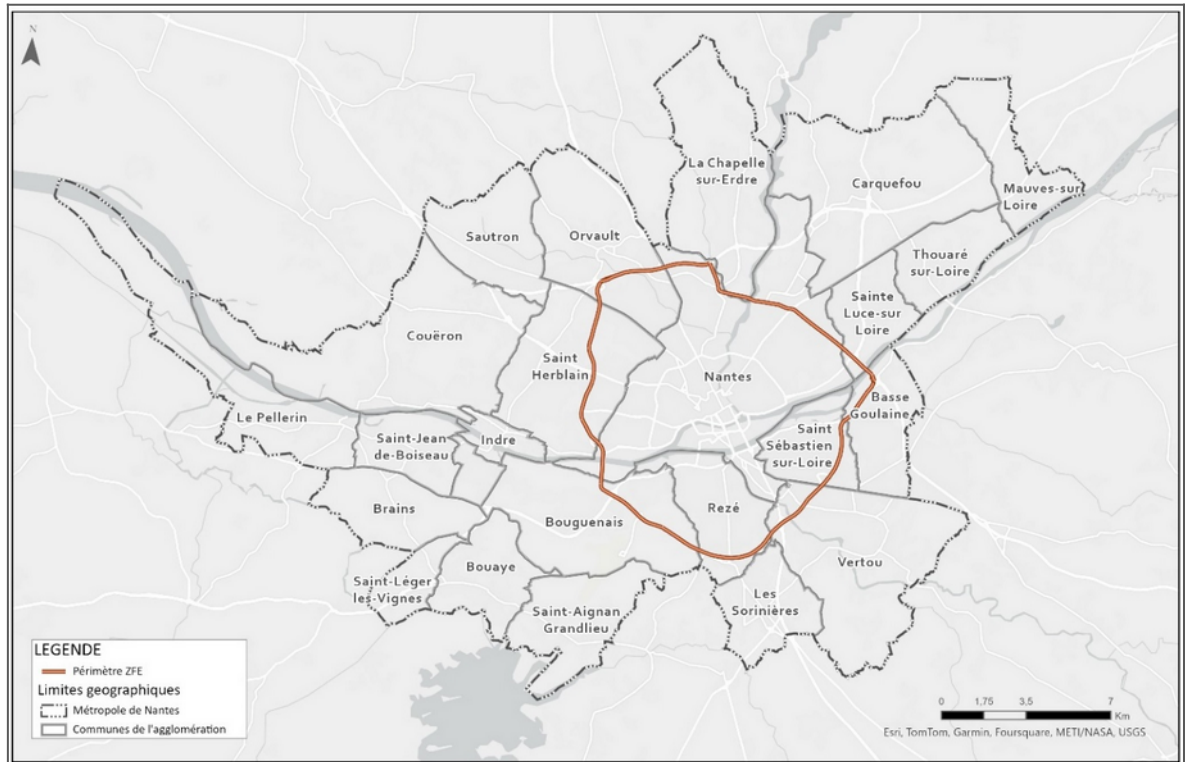 N
La Chapelle
sur-Erdre
Carquefou
Mauves-sur
Loire
Sautron
Orvault
Thouaré
sur-Loire
Sainte
Luce-sur
Loire
Couëron
Saint
Herblain
Nantes
Basse
Goulaine
Le Pellerin
Saint-Jean
de-Boiseau
Indre
Saint
Sébastien
sur-Loire
Brains
Bouguenais
Rezé
Vertou
Saint-Léger
les-Vignes
Bouaye
Saint-Aignan
Grandlieu
Les
Sorinières
LEGENDE
Périmètre ZFE
Limites geographiques
Métropole de Nantes
Communes de l'agglomération
0 1,75 3,5 7
Km
Esri, TomTom, Garmin, Foursquare, METI/NASA, USGS